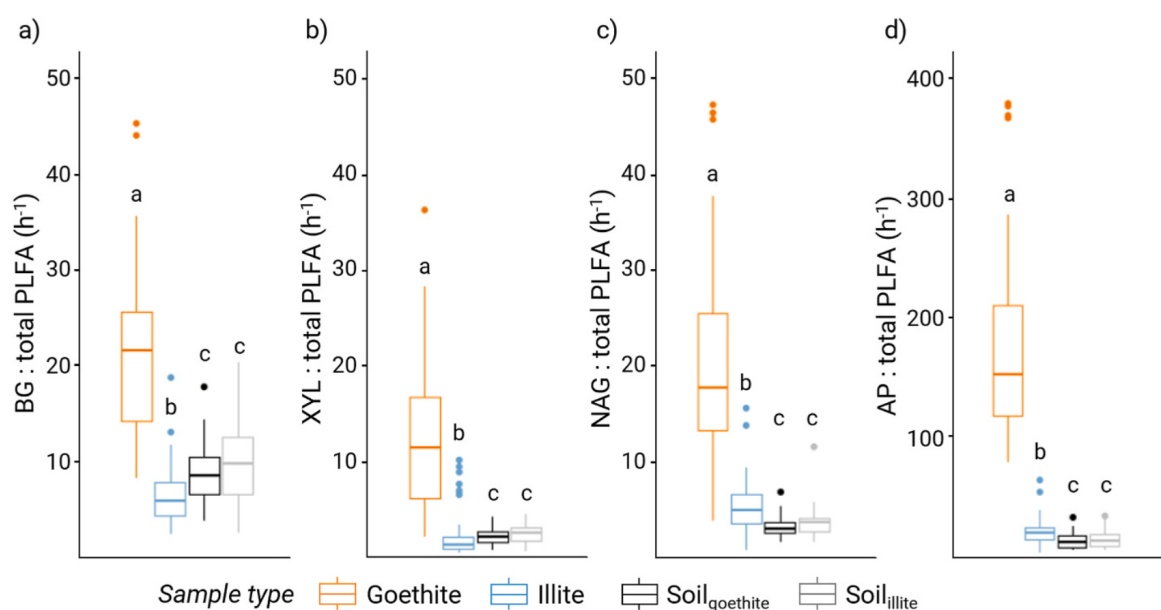 a)
50
40
30
20
10
BG : total PLFA (h⁻¹)
a
b
c
c
b)
50
40
30
20
10
XYL : total PLFA (h⁻¹)
a
b
c
c
c)
50
40
30
20
10
NAG : total PLFA (h⁻¹)
a
b
c
c
d)
400
300
200
100
AP : total PLFA (h⁻¹)
a
b
c
c
Sample type Goethite Illite Soilgoethite Soilillite